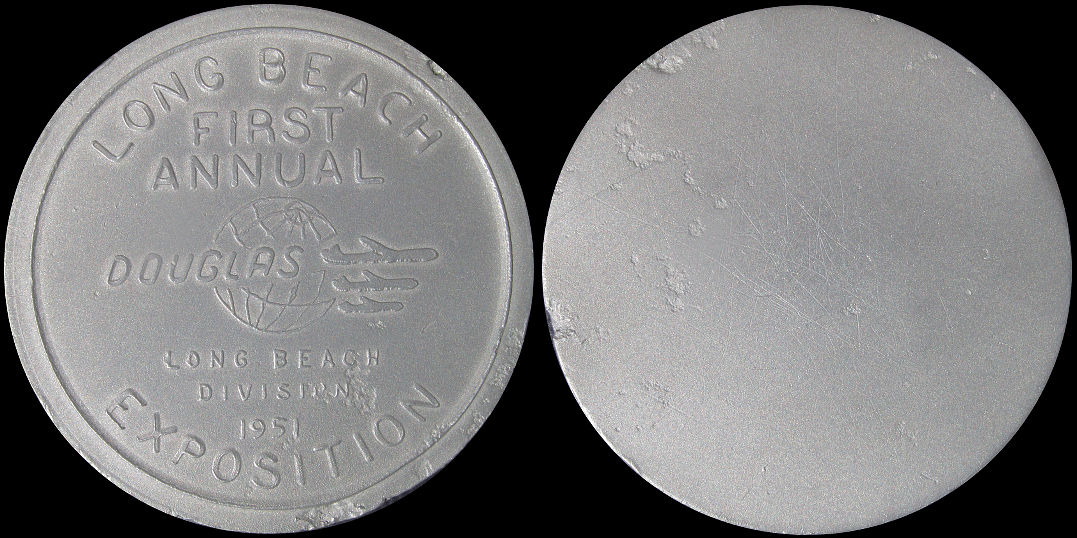 LONG BEACH
FIRST
ANNUAL
DOUGLAS
LONG BEACH
DIVISION
1951
EXPOSITION